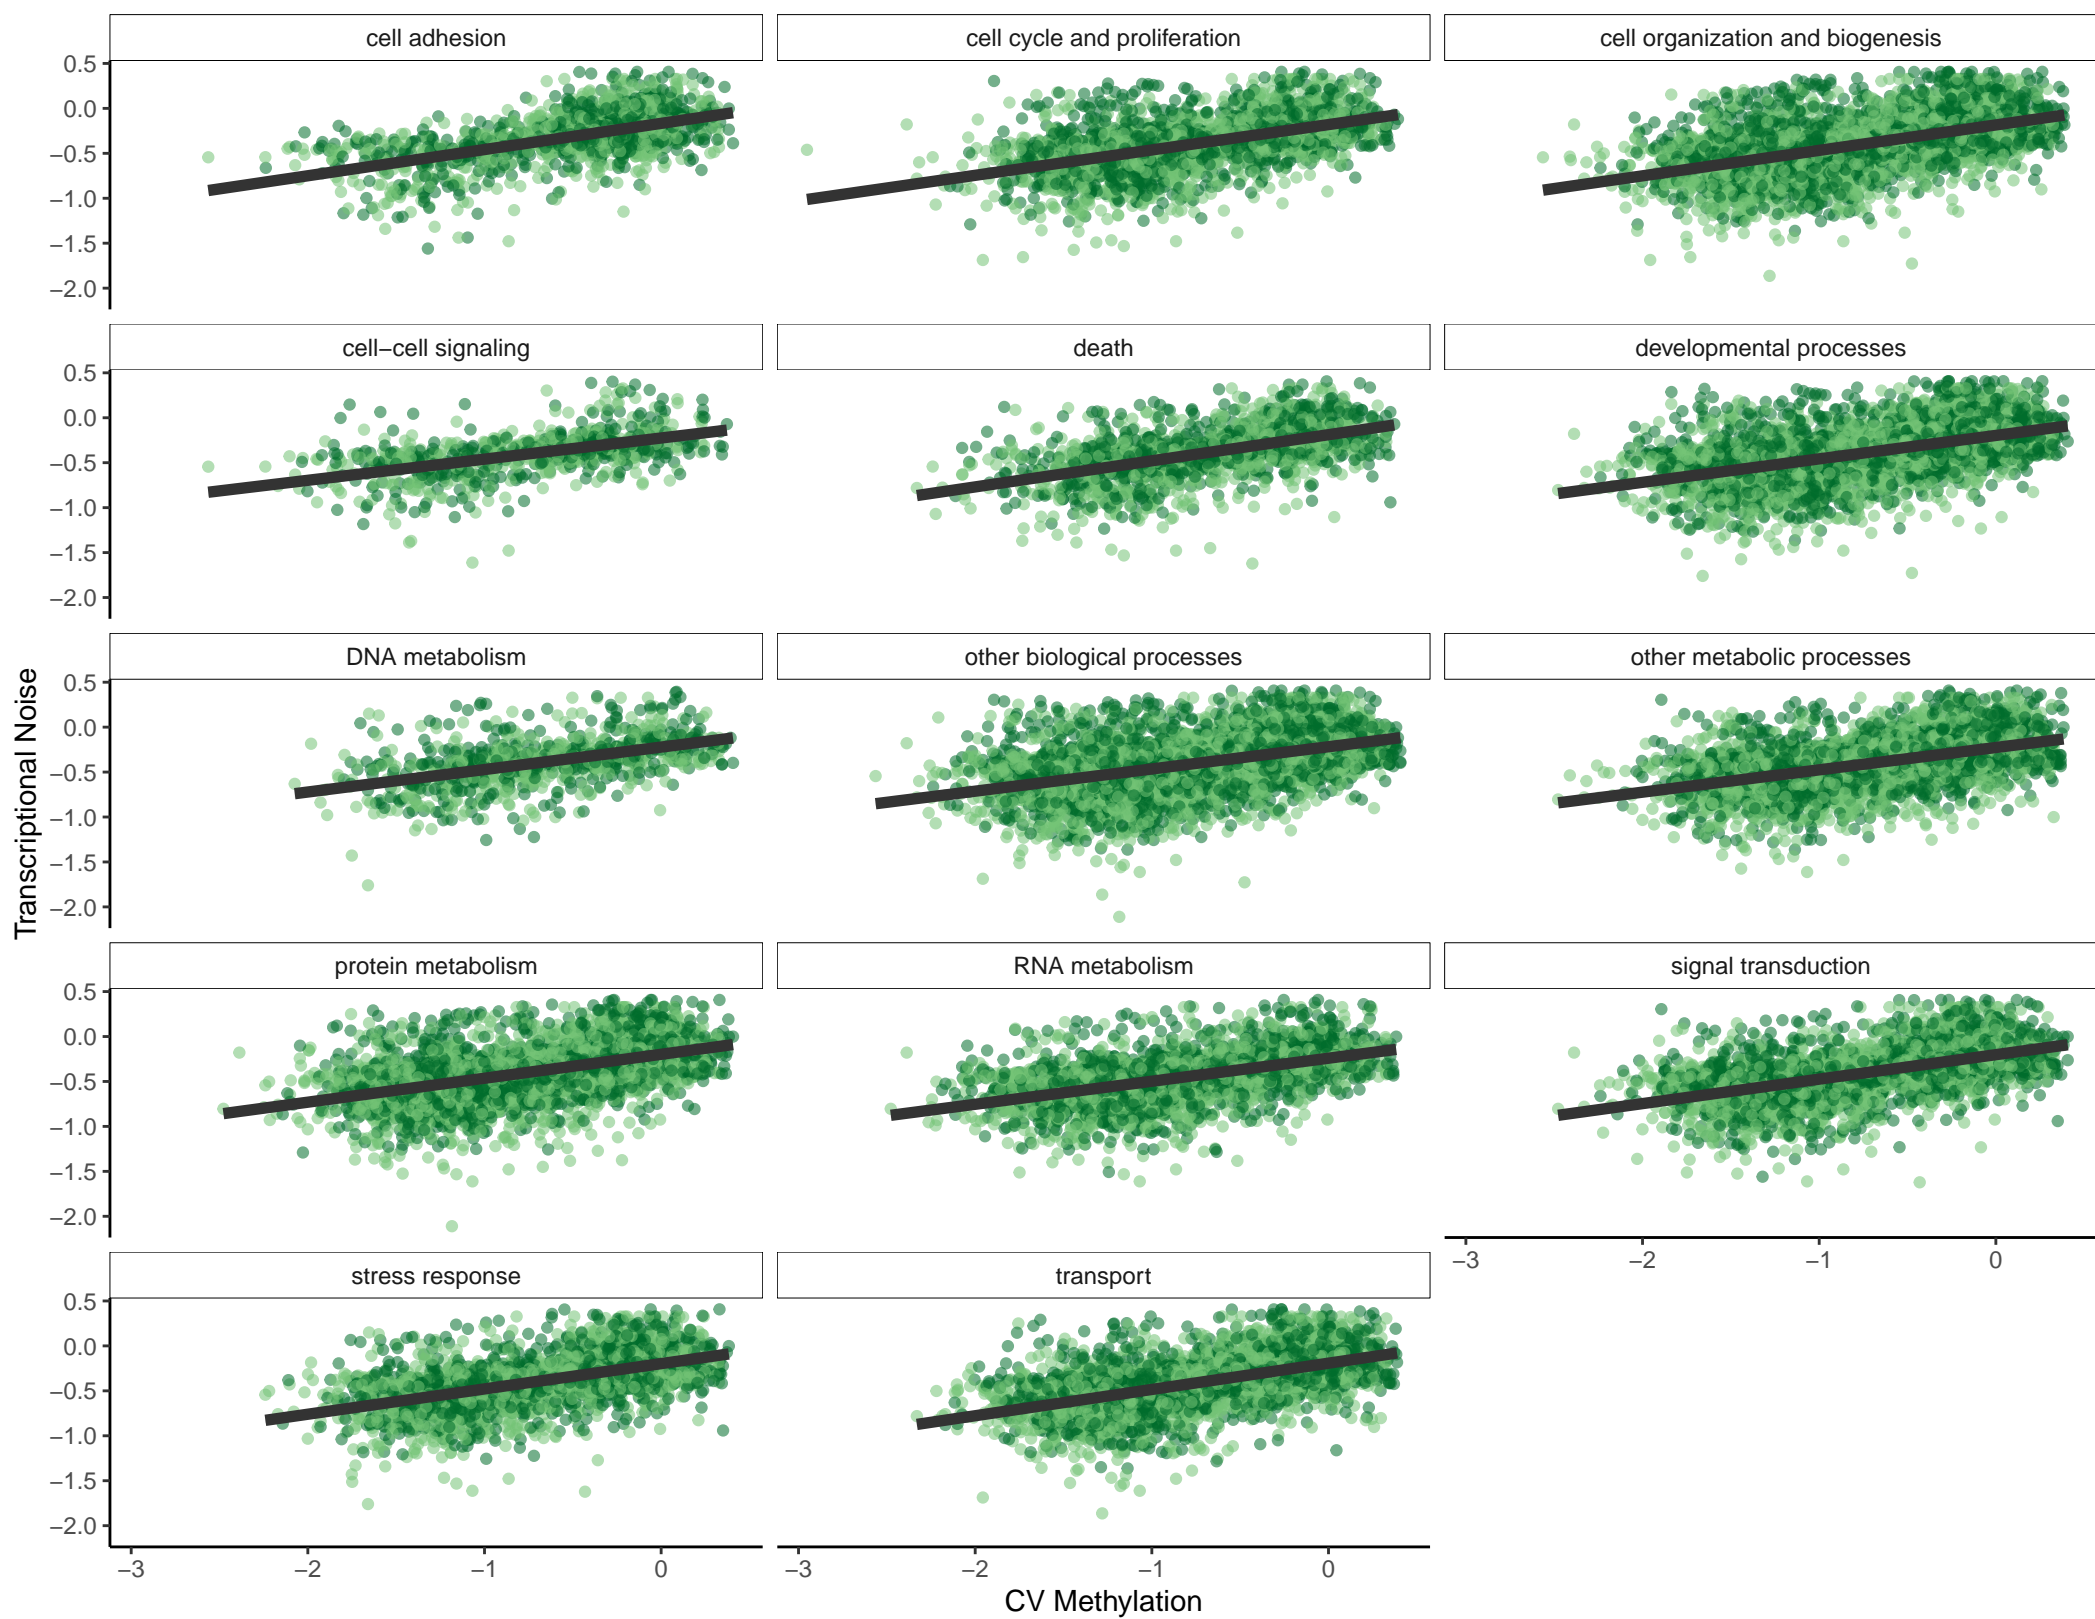 cell adhesion
cell cycle and proliferation
cell organization and biogenesis
0.5
0.0
−0.5
−1.0
−1.5
−2.0
cell−cell signaling
death
developmental processes
0.5
0.0
−0.5
−1.0
−1.5
−2.0
DNA metabolism
other biological processes
other metabolic processes
0.5
0.0
−0.5
−1.0
−1.5
−2.0
Transcriptional Noise
protein metabolism
RNA metabolism
signal transduction
0.5
0.0
−0.5
−1.0
−1.5
−2.0
−3 −2 −1 0
stress response
transport
0.5
0.0
−0.5
−1.0
−1.5
−2.0
−3 −2 −1 0
−3 −2 −1 0
CV Methylation